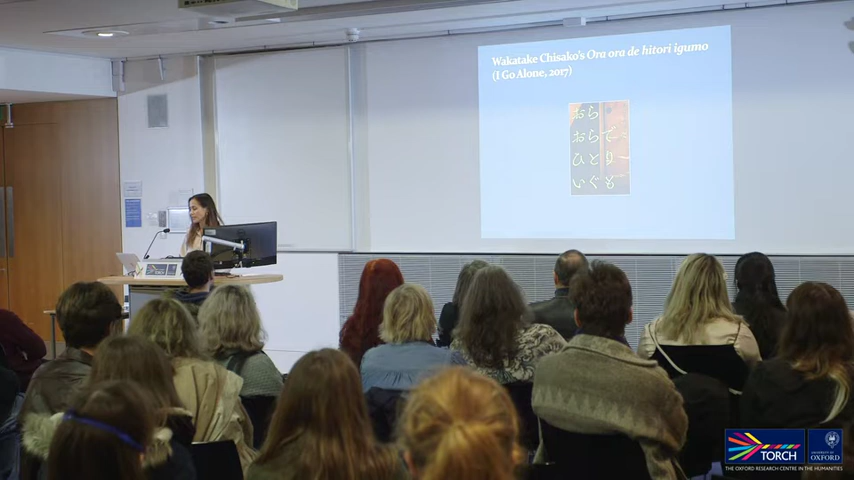 Wakatake Chisako's Ora ora de hitori igumo
(I Go Alone, 2017)
おら
おらで
ひとり
いぐも
TORCH
TORCH
UNIVERSITY OF
OXFORD
THE OXFORD RESEARCH CENTRE IN THE HUMANITIES